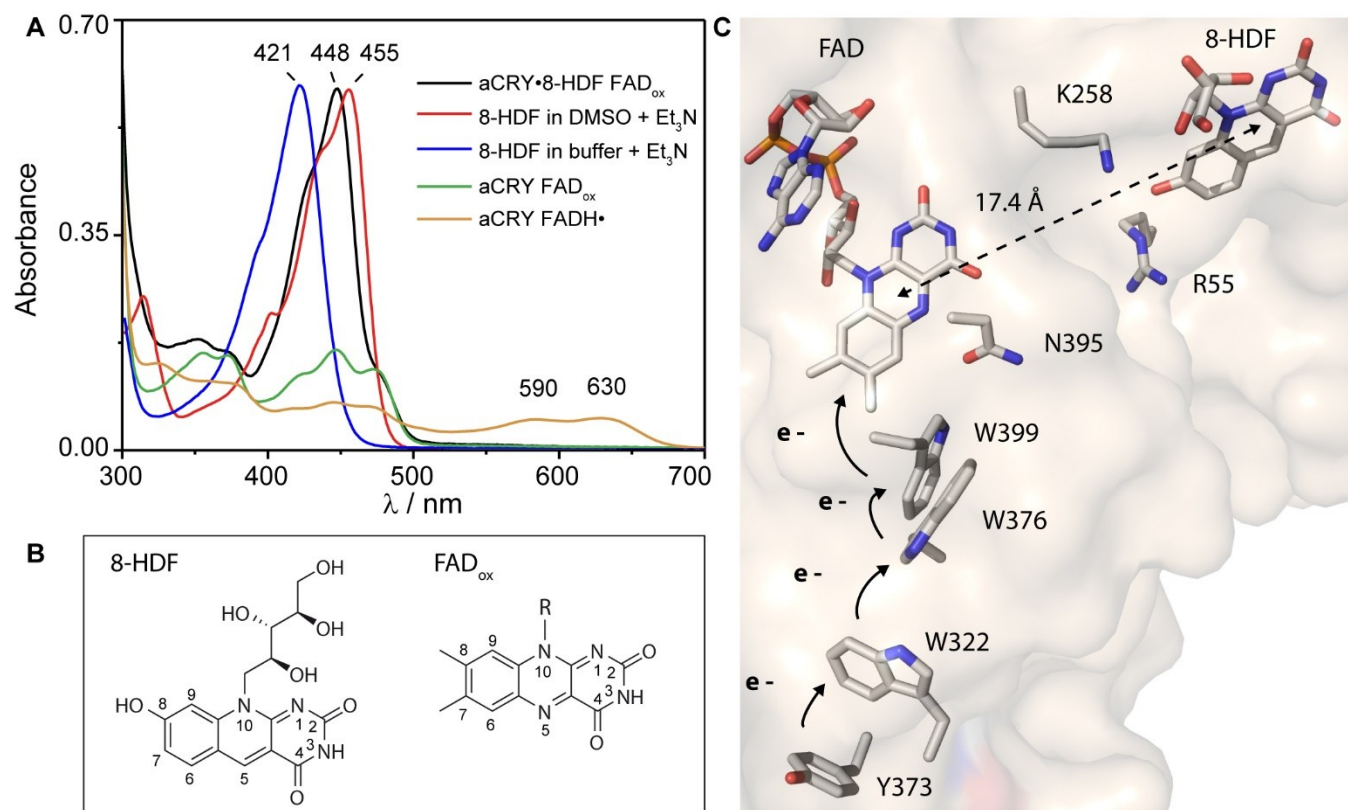 A
0.70
0.35
0.00
Absorbance
421 448 455
aCRY•8-HDF FADox
8-HDF in DMSO + Et3N
8-HDF in buffer + Et3N
aCRY FADox
aCRY FADH•
590 630
300 400 500 600 700
λ / nm
B
8-HDF
OH
HO
OH
OH
HO
8
9
7
6
5
10
N
N
1
2
3
NH
4
O
O
FADox
R
8
9
7
6
N
10
N
1
2
3
NH
4
N
5
O
O
C
FAD
8-HDF
K258
17.4 Å
R55
N395
e -
W399
e -
W376
e -
W322
e -
Y373